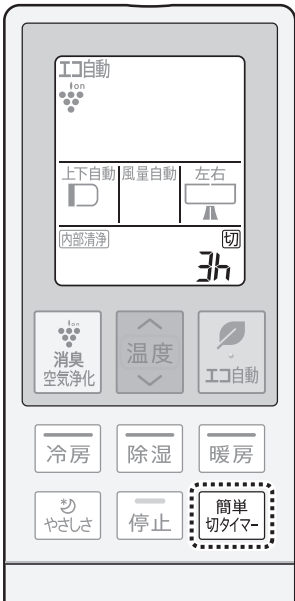 エコ自動
ion
上下自動 風量自動 左右
内部清浄 切
3h
ion
消臭
空気浄化
温度
エコ自動
冷房 除湿 暖房
やさしさ 停止 簡単
切タイマー